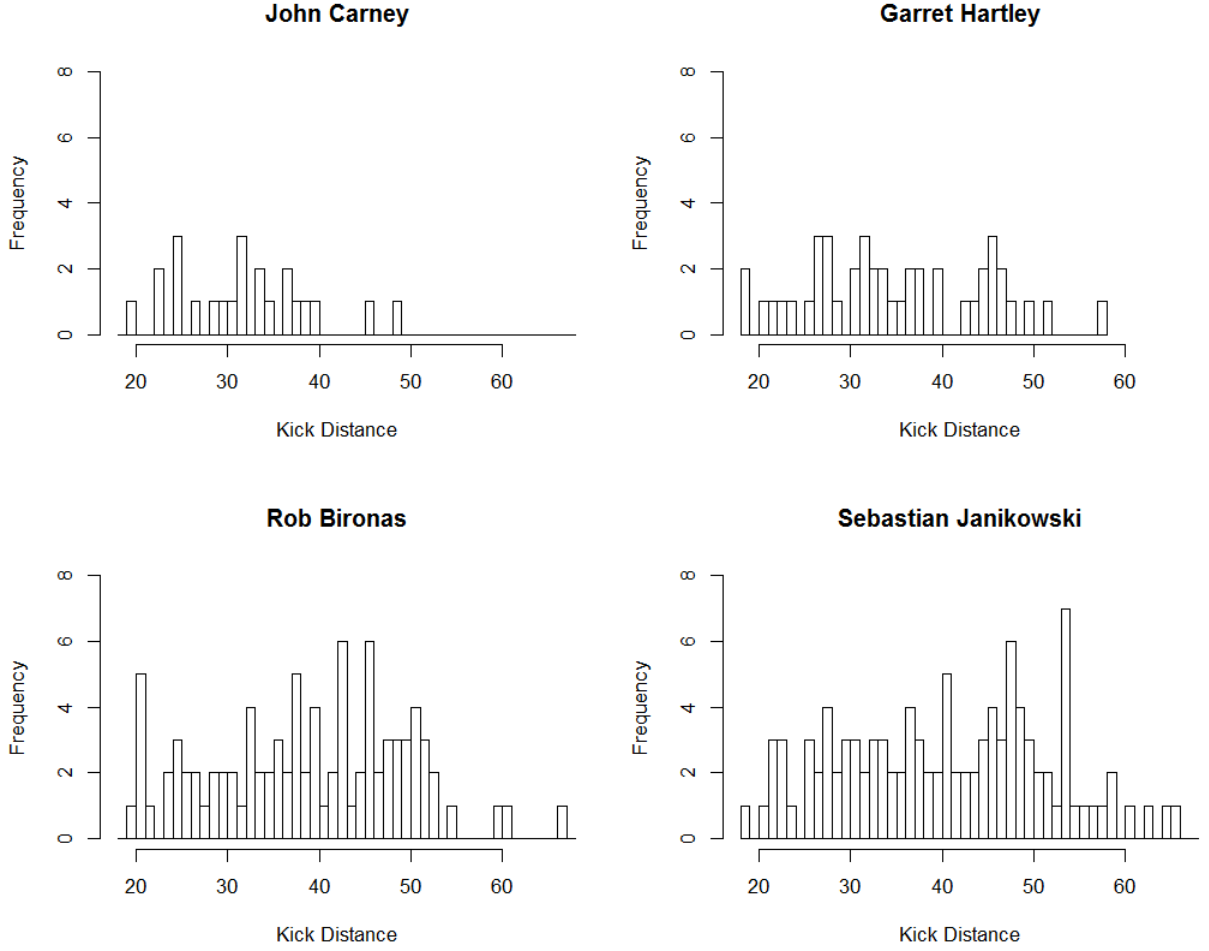 John Carney
Frequency
0 2 4 6 8
20 30 40 50 60
Kick Distance
Garret Hartley
Frequency
0 2 4 6 8
20 30 40 50 60
Kick Distance
Rob Bironas
Frequency
0 2 4 6 8
20 30 40 50 60
Kick Distance
Sebastian Janikowski
Frequency
0 2 4 6 8
20 30 40 50 60
Kick Distance